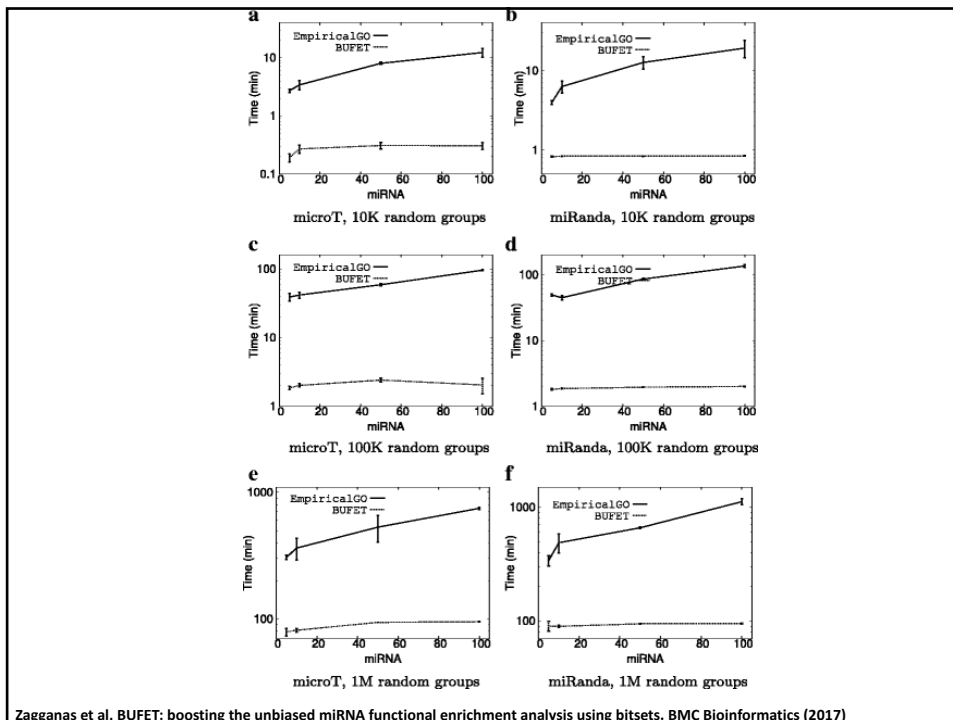 a
EmpiricalGO
BUFET
10
1
0.1
Time (min)
0 20 40 60 80 100
miRNA
microT, 10K random groups
b
EmpiricalGO
BUFET
10
1
Time (min)
0 20 40 60 80 100
miRNA
miRanda, 10K random groups
c
EmpiricalGO
BUFET
100
10
1
Time (min)
0 20 40 60 80 100
miRNA
microT, 100K random groups
d
EmpiricalGO
BUFET
100
10
1
Time (min)
0 20 40 60 80 100
miRNA
miRanda, 100K random groups
e
EmpiricalGO
BUFET
1000
100
Time (min)
0 20 40 60 80 100
miRNA
microT, 1M random groups
f
EmpiricalGO
BUFET
1000
100
Time (min)
0 20 40 60 80 100
miRNA
miRanda, 1M random groups
Zagganas et al. BUFET: boosting the unbiased miRNA functional enrichment analysis using bitsets. BMC Bioinformatics (2017)